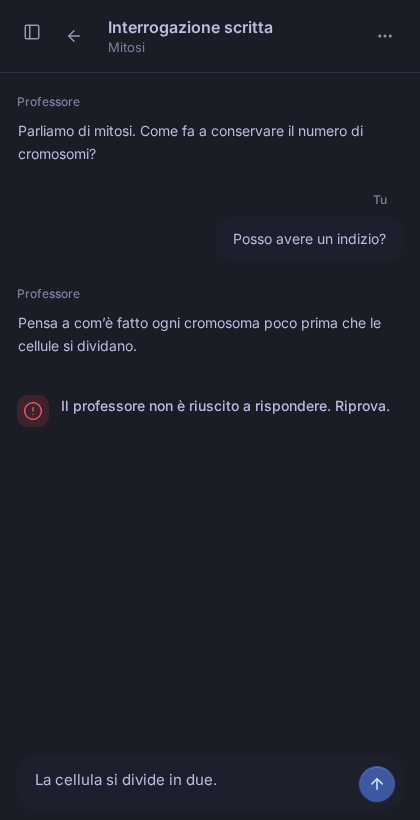 Interrogazione scritta
Mitosi
Professore
Parliamo di mitosi. Come fa a conservare il numero di
cromosomi?
Tu
Posso avere un indizio?
Professore
Pensa a com’è fatto ogni cromosoma poco prima che le
cellule si dividano.
Il professore non è riuscito a rispondere. Riprova.
La cellula si divide in due.